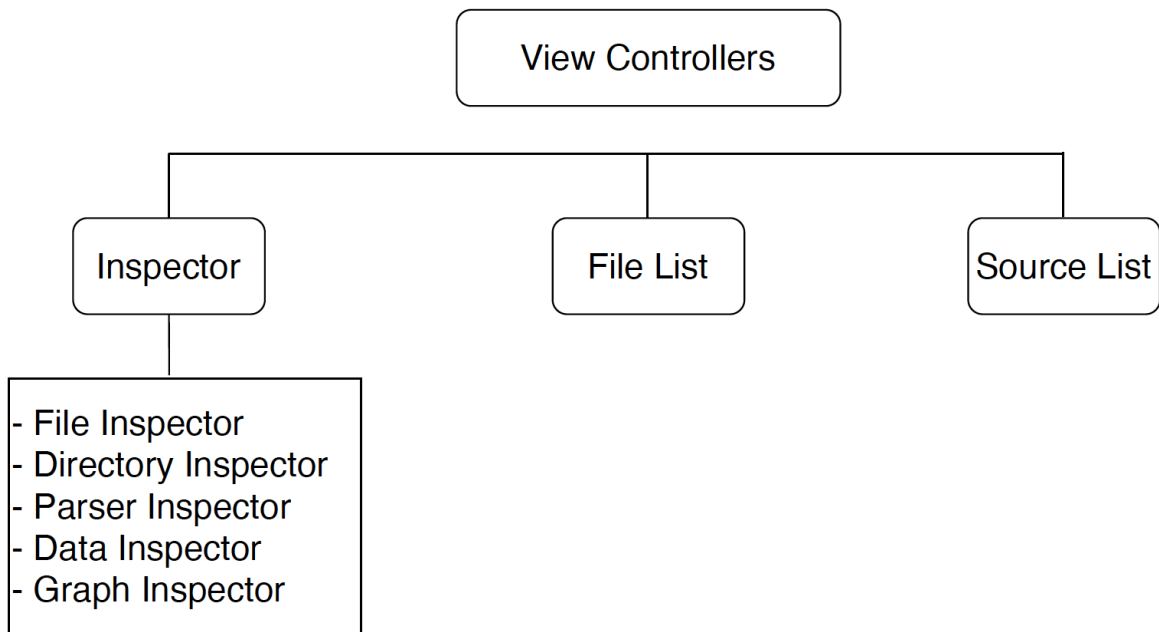 View Controllers
Inspector
File List
Source List
- File Inspector
- Directory Inspector
- Parser Inspector
- Data Inspector
- Graph Inspector